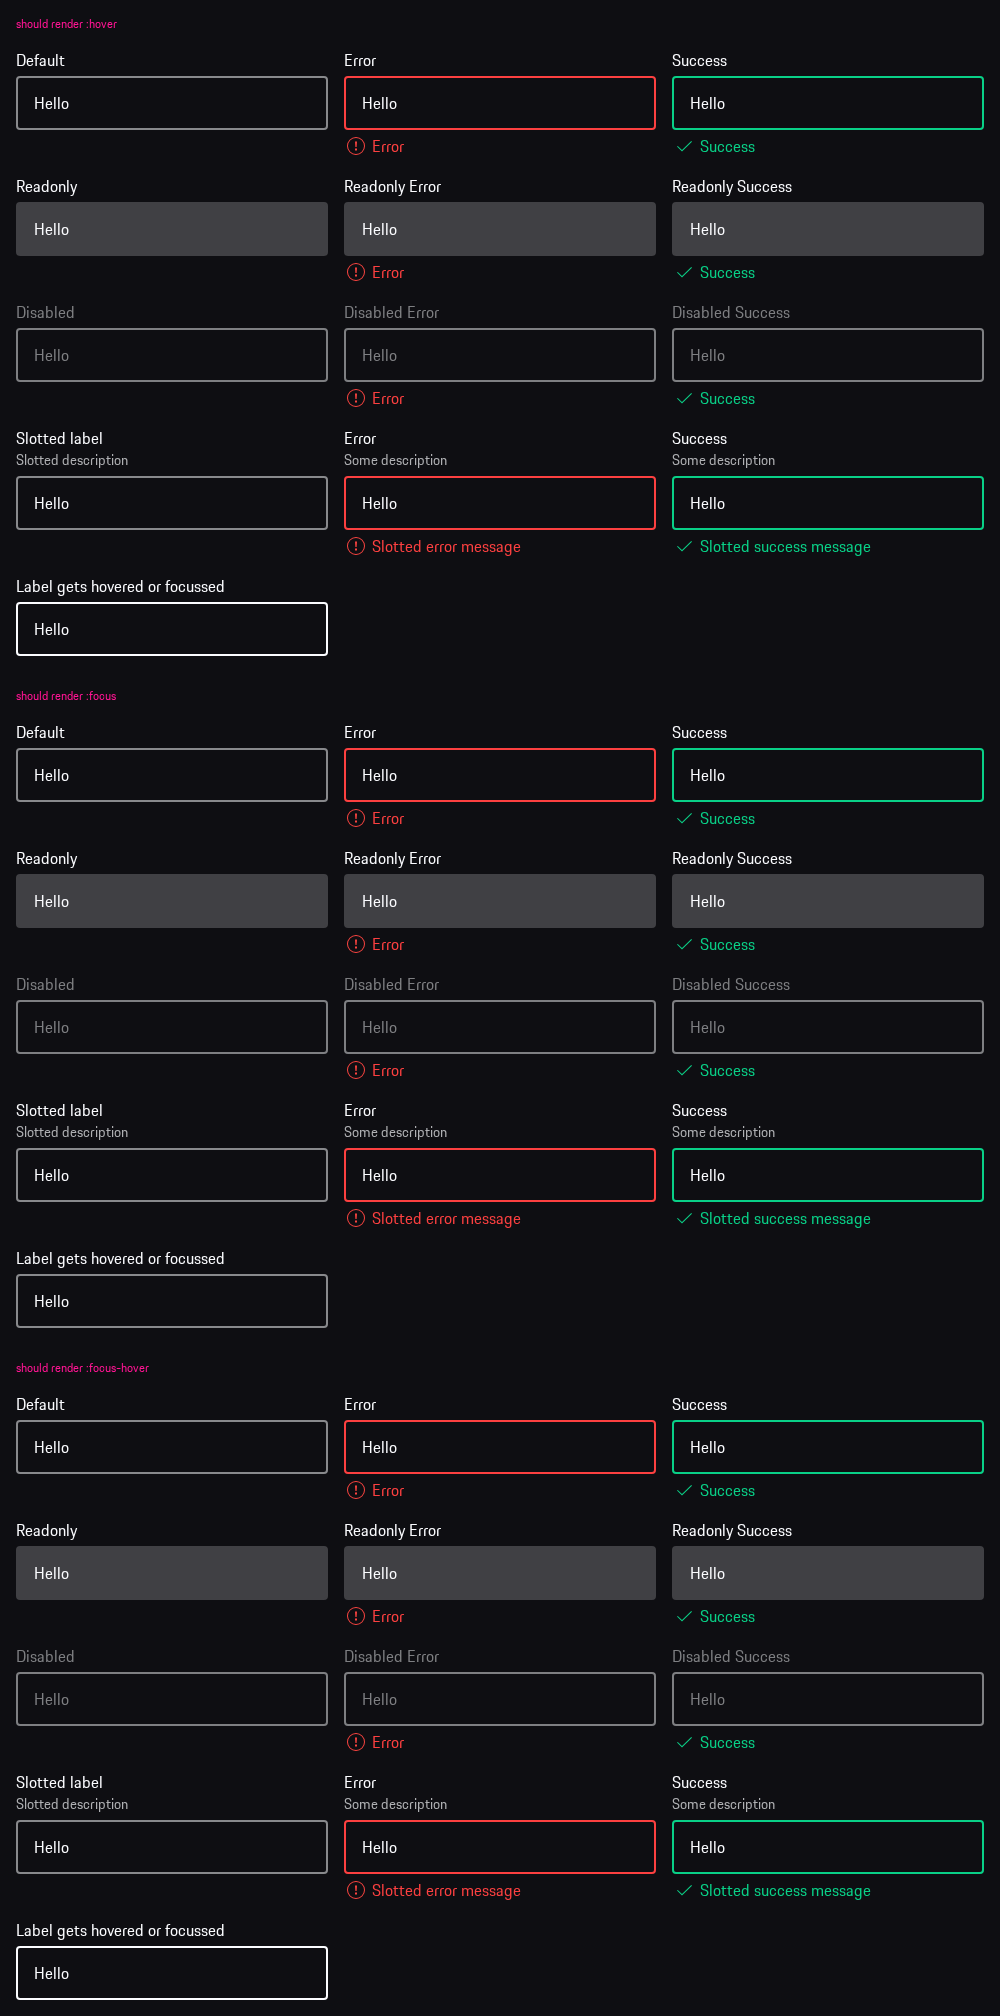 should render :hover
Default Error Success
Hello Hello Hello
Error Success
Readonly Readonly Error Readonly Success
Hello Hello Hello
Error Success
Disabled Disabled Error Disabled Success
Hello Hello Hello
Error Success
Slotted label Error Success
Slotted description Some description Some description
Hello Hello Hello
Slotted error message Slotted success message
Label gets hovered or focussed
Hello
should render :focus
Default Error Success
Hello Hello Hello
Error Success
Readonly Readonly Error Readonly Success
Hello Hello Hello
Error Success
Disabled Disabled Error Disabled Success
Hello Hello Hello
Error Success
Slotted label Error Success
Slotted description Some description Some description
Hello Hello Hello
Slotted error message Slotted success message
Label gets hovered or focussed
Hello
should render :focus-hover
Default Error Success
Hello Hello Hello
Error Success
Readonly Readonly Error Readonly Success
Hello Hello Hello
Error Success
Disabled Disabled Error Disabled Success
Hello Hello Hello
Error Success
Slotted label Error Success
Slotted description Some description Some description
Hello Hello Hello
Slotted error message Slotted success message
Label gets hovered or focussed
Hello